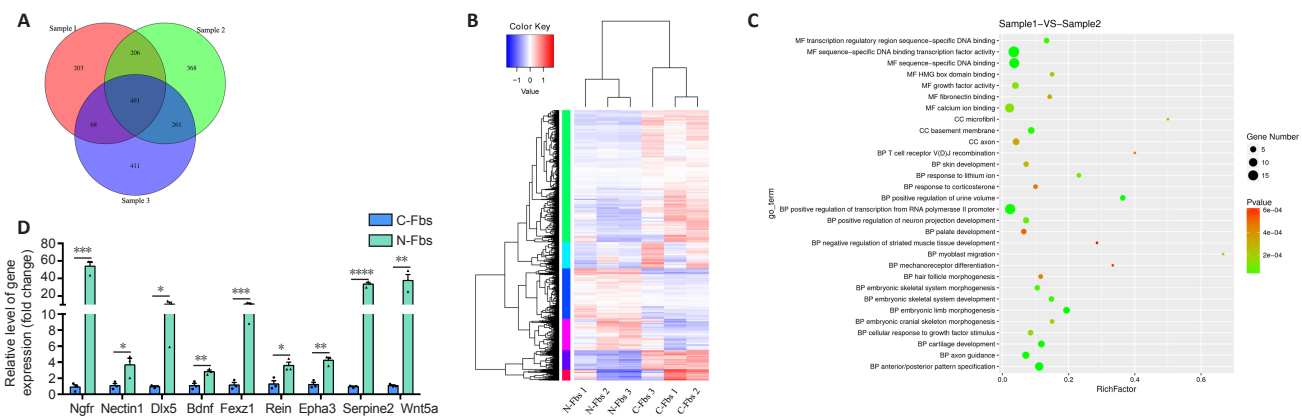 A
Sample 1
Sample 2
206
203
368
491
68
261
411
Sample 3
B
Color Key
−1 0 1
Value
N-Fbs 1
N-Fbs 2
N-Fbs 3
C-Fbs 3
C-Fbs 1
C-Fbs 2
C
Sample1−VS−Sample2
go_term
MF transcription regulatory region sequence−specific DNA binding
MF sequence−specific DNA binding transcription factor activity
MF sequence−specific DNA binding
MF HMG box domain binding
MF growth factor activity
MF fibronectin binding
MF calcium ion binding
CC microfibril
CC basement membrane
CC axon
BP T cell receptor V(D)J recombination
BP skin development
BP response to lithium ion
BP response to corticosterone
BP positive regulation of urine volume
BP positive regulation of transcription from RNA polymerase II promoter
BP positive regulation of neuron projection development
BP palate development
BP negative regulation of striated muscle tissue development
BP myoblast migration
BP mechanoreceptor differentiation
BP hair follicle morphogenesis
BP embryonic skeletal system morphogenesis
BP embryonic skeletal system development
BP embryonic limb morphogenesis
BP embryonic cranial skeleton morphogenesis
BP cellular response to growth factor stimulus
BP cartilage development
BP axon guidance
BP anterior/posterior pattern specification
0.0 0.2 0.4 0.6
RichFactor
Gene Number
5
10
15
Pvalue
6e−04
4e−04
2e−04
D
C-Fbs
N-Fbs
Relative level of gene
expression (fold change)
80
60
40
20
10
8
6
4
2
0
***
*
*
**
***
*
**
****
**
Ngfr Nectin1 Dlx5 Bdnf Fexz1 Rein Epha3 Serpine2 Wnt5a